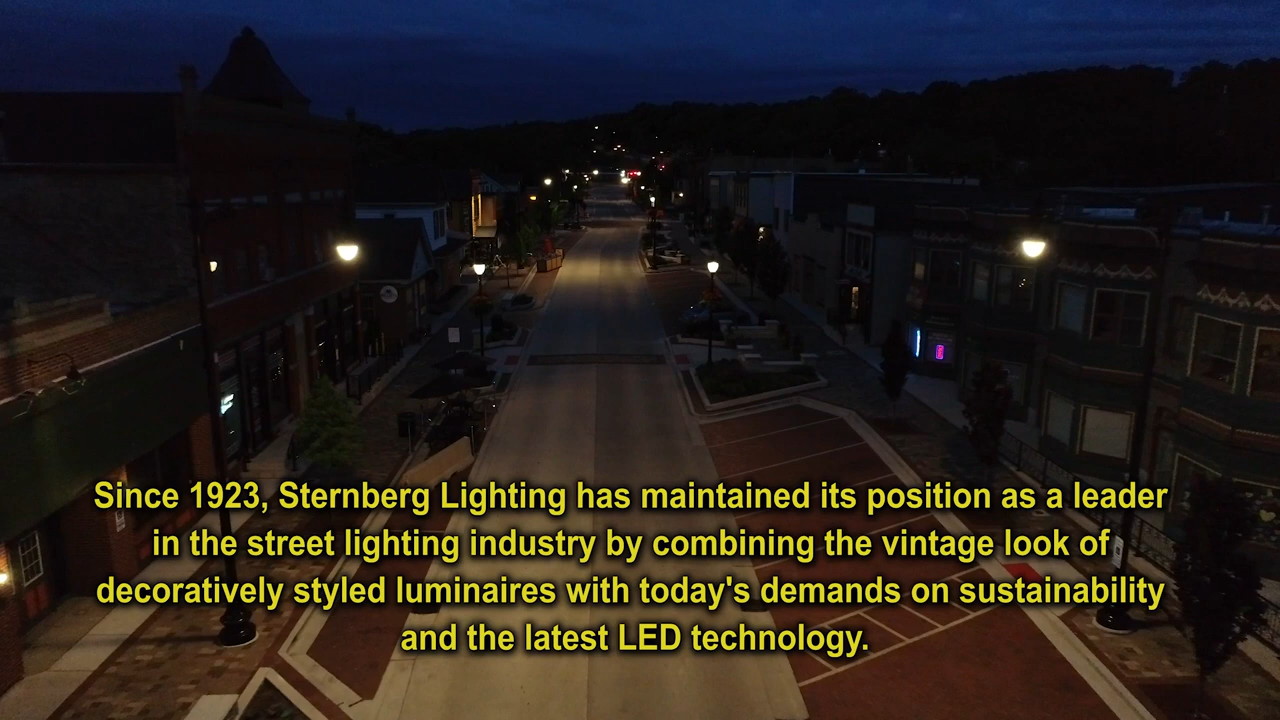 Since 1923, Sternberg Lighting has maintained its position as a leader
in the street lighting industry by combining the vintage look of
decoratively styled luminaires with today's demands on sustainability
and the latest LED technology.